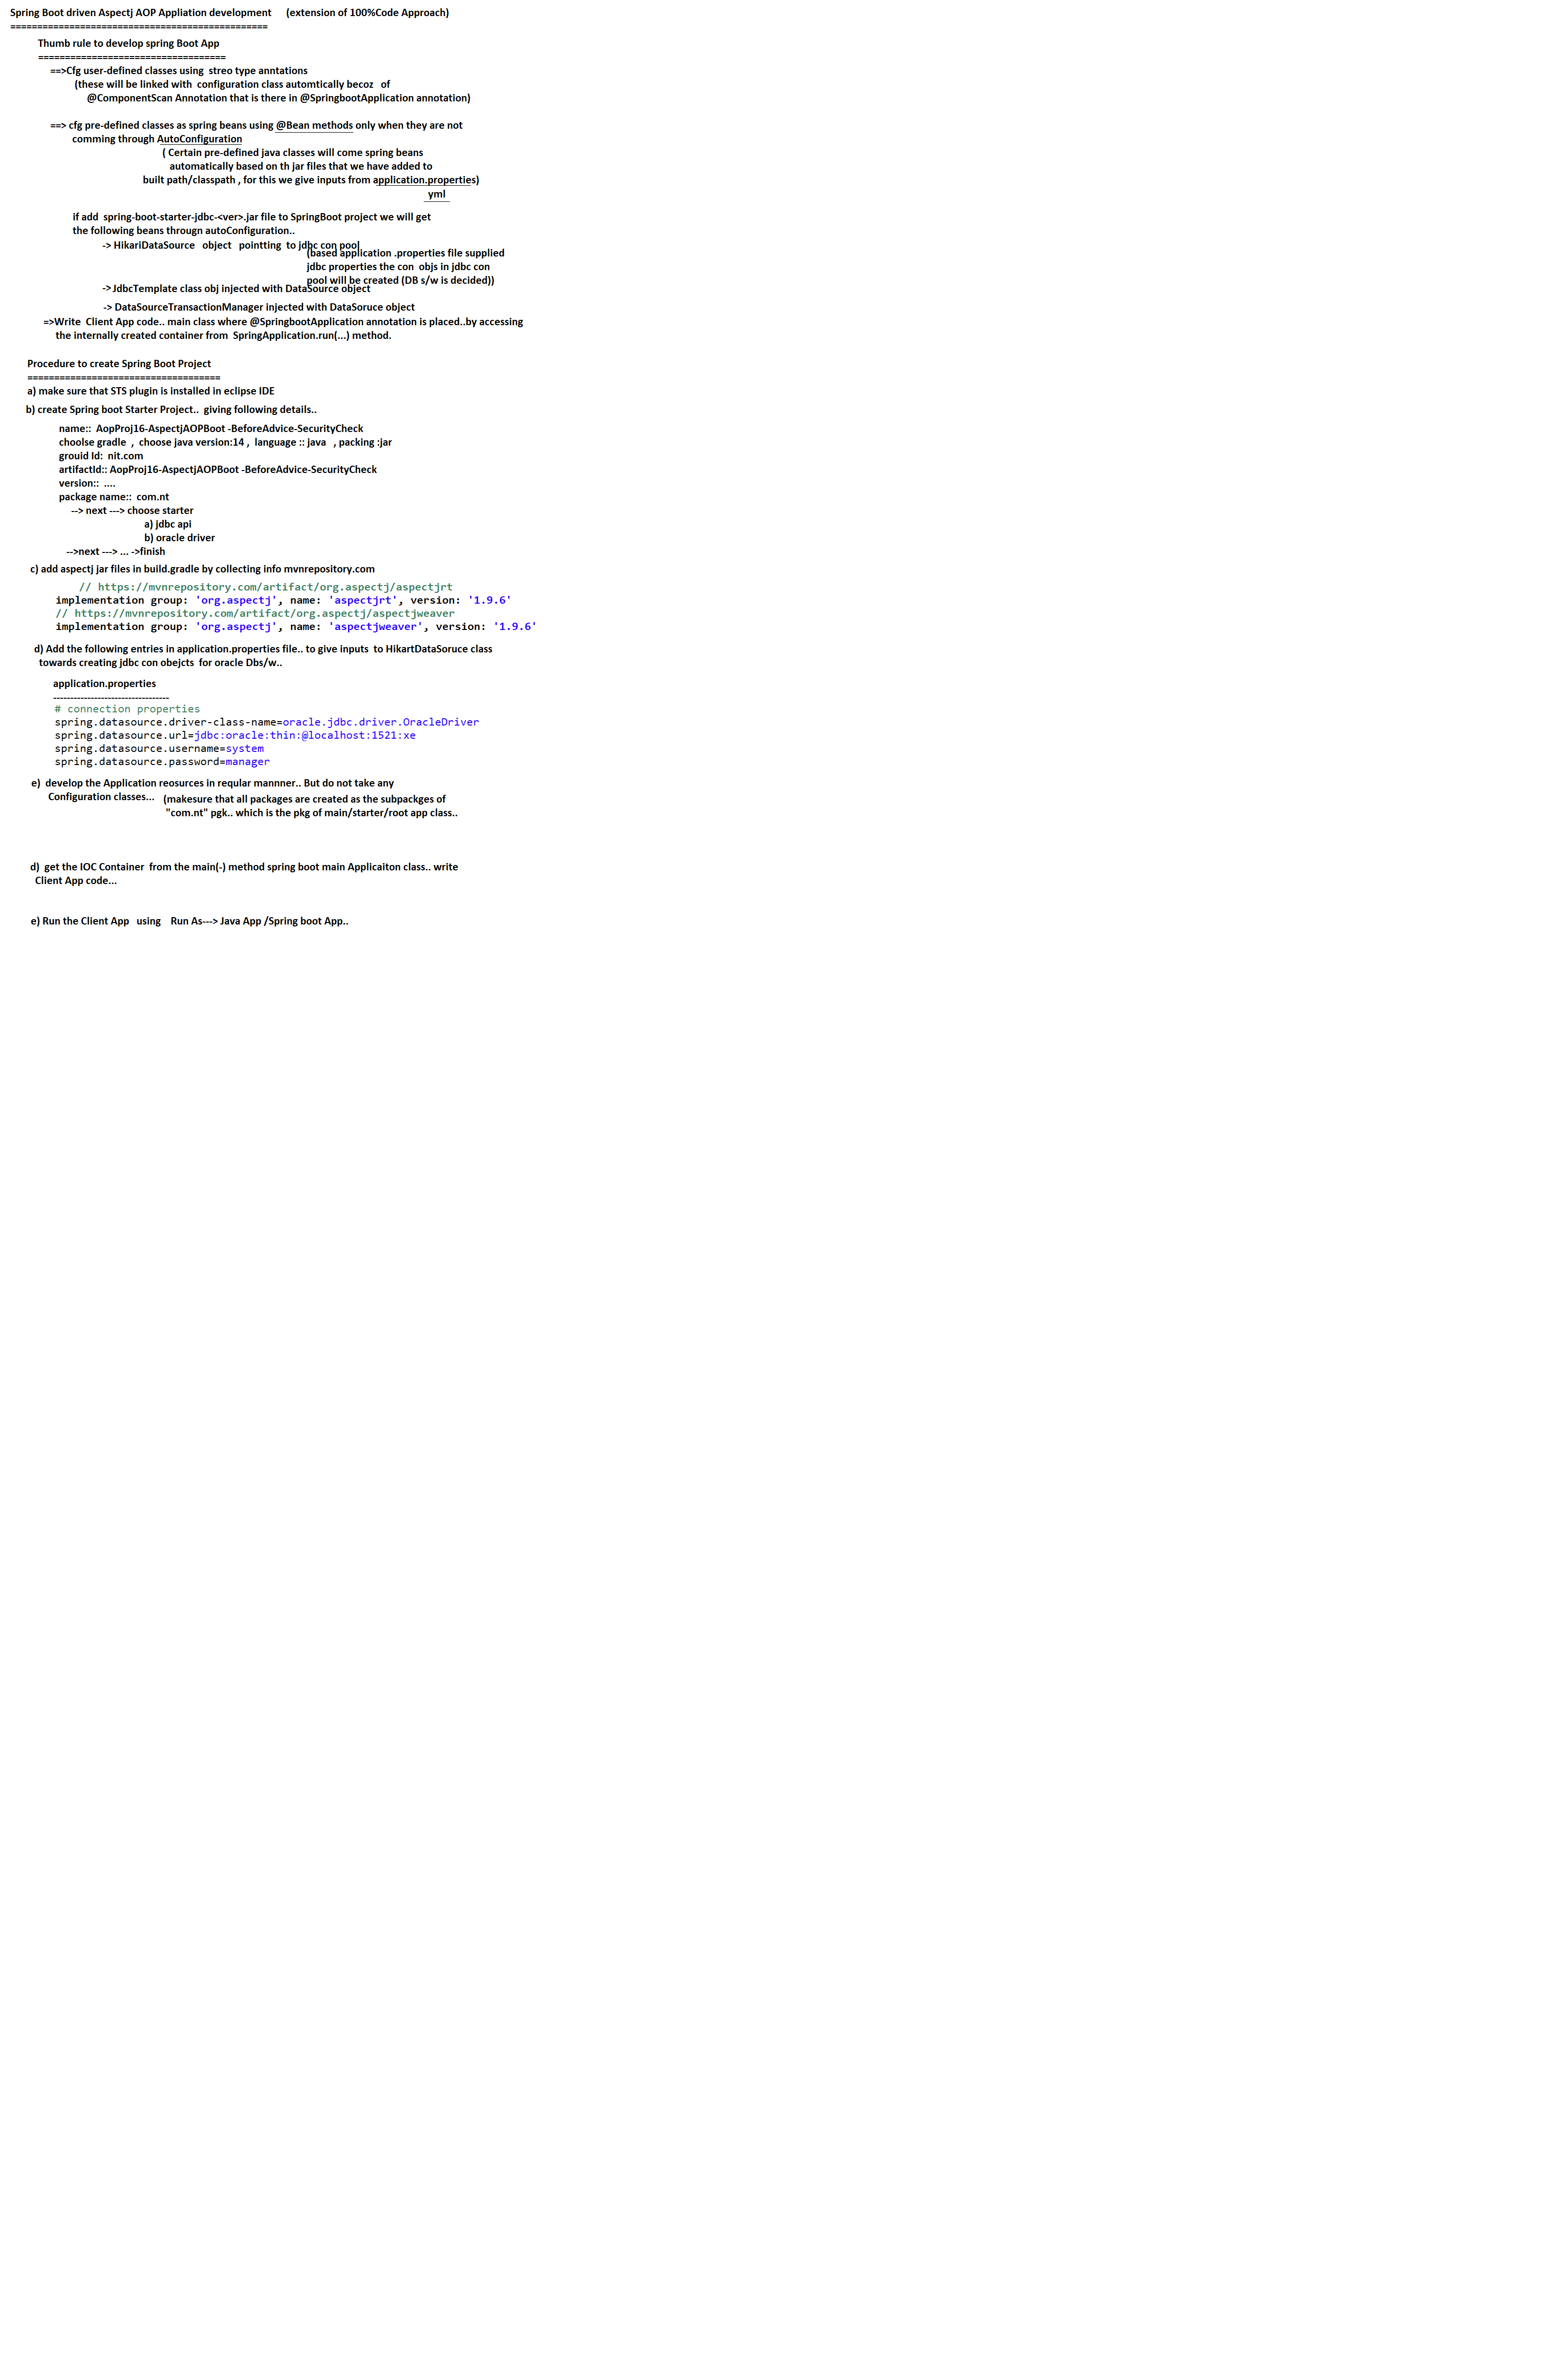 Spring Boot driven Aspectj AOP Appliation development (extension of 100%Code Approach)
================================================
Thumb rule to develop spring Boot App
===================================
==>Cfg user-defined classes using streo type anntations
(these will be linked with configuration class automtically becoz of
@ComponentScan Annotation that is there in @SpringbootApplication annotation)
==> cfg pre-defined classes as spring beans using @Bean methods only when they are not
comming through AutoConfiguration
( Certain pre-defined java classes will come spring beans
automatically based on th jar files that we have added to
built path/classpath , for this we give inputs from application.properties)
yml
if add spring-boot-starter-jdbc-<ver>.jar file to SpringBoot project we will get
the following beans througn autoConfiguration..
-> HikariDataSource object pointting to jdbc con pool
(based application .properties file supplied
jdbc properties the con objs in jdbc con
pool will be created (DB s/w is decided))
-> JdbcTemplate class obj injected with DataSource object
-> DataSourceTransactionManager injected with DataSoruce object
=>Write Client App code.. main class where @SpringbootApplication annotation is placed..by accessing
the internally created container from SpringApplication.run(...) method.
Procedure to create Spring Boot Project
====================================
a) make sure that STS plugin is installed in eclipse IDE
b) create Spring boot Starter Project.. giving following details..
name:: AopProj16-AspectjAOPBoot -BeforeAdvice-SecurityCheck
choolse gradle , choose java version:14 , language :: java , packing :jar
grouid Id: nit.com
artifactId:: AopProj16-AspectjAOPBoot -BeforeAdvice-SecurityCheck
version:: ....
package name:: com.nt
--> next ---> choose starter
a) jdbc api
b) oracle driver
-->next ---> ... ->finish
c) add aspectj jar files in build.gradle by collecting info mvnrepository.com
// https://mvnrepository.com/artifact/org.aspectj/aspectjrt
implementation group: 'org.aspectj', name: 'aspectjrt', version: '1.9.6'
// https://mvnrepository.com/artifact/org.aspectj/aspectjweaver
implementation group: 'org.aspectj', name: 'aspectjweaver', version: '1.9.6'
d) Add the following entries in application.properties file.. to give inputs to HikartDataSoruce class
towards creating jdbc con obejcts for oracle Dbs/w..
application.properties
----------------------------------
# connection properties
spring.datasource.driver-class-name=oracle.jdbc.driver.OracleDriver
spring.datasource.url=jdbc:oracle:thin:@localhost:1521:xe
spring.datasource.username=system
spring.datasource.password=manager
e) develop the Application reosurces in reqular mannner.. But do not take any
Configuration classes... (makesure that all packages are created as the subpackges of
"com.nt" pgk.. which is the pkg of main/starter/root app class..
d) get the IOC Container from the main(-) method spring boot main Applicaiton class.. write
Client App code...
e) Run the Client App using Run As---> Java App /Spring boot App..